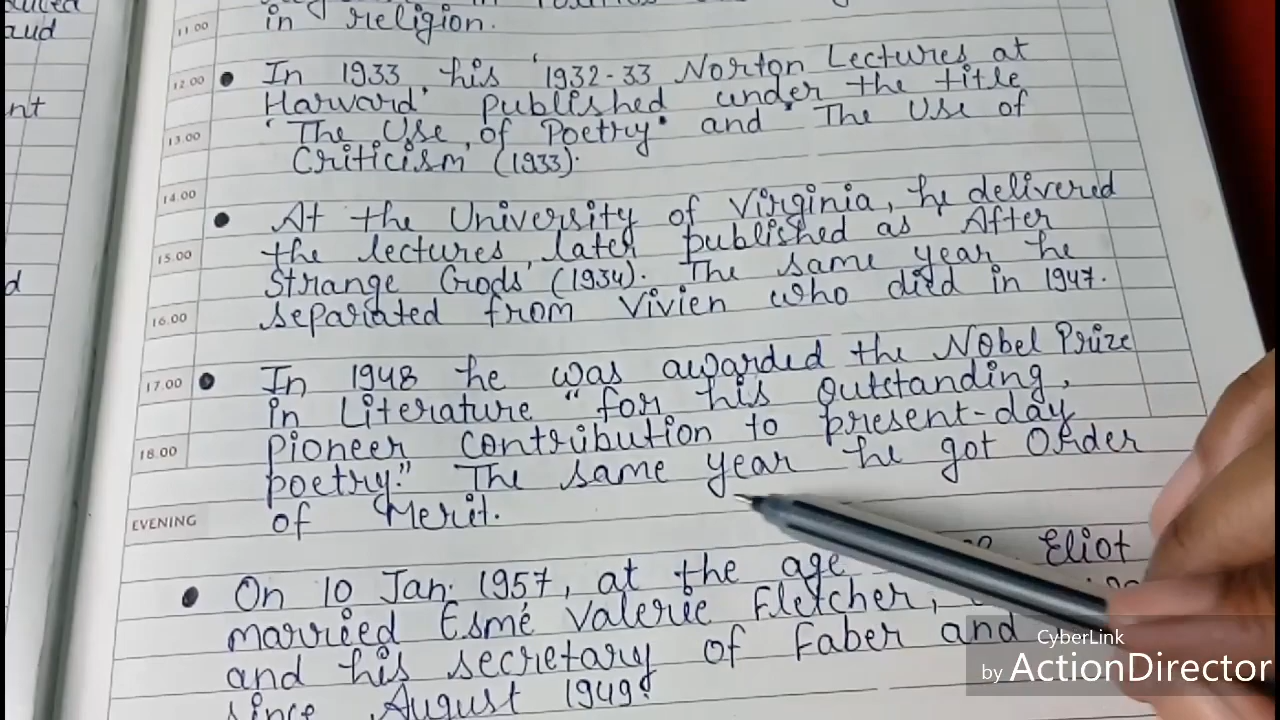 aud
nt
d
11.00
in religion.
12.00
• In 1933 his '1932-33 Norton Lectures at
Harvard' published under the title
13.00
'The Use of Poetry' and 'The Use of
Criticism' (1933).
14.00
• At the University of Virginia, he delivered
15.00
the lectures, later published as After
Strange Gods' (1934). The same year he
16.00
separated from Vivien who died in 1947.
17.00
• In 1948 he was awarded the Nobel Prize
in Literature "for his outstanding,
18.00
pioneer contribution to present-day
poetry." The same year he got Order
EVENING
of Merit.
• On 10 Jan. 1957, at the age Eliot
married Esmé Valerie Fletcher,
and his secretary of Faber and
since August 1949.
CyberLink
by ActionDirector